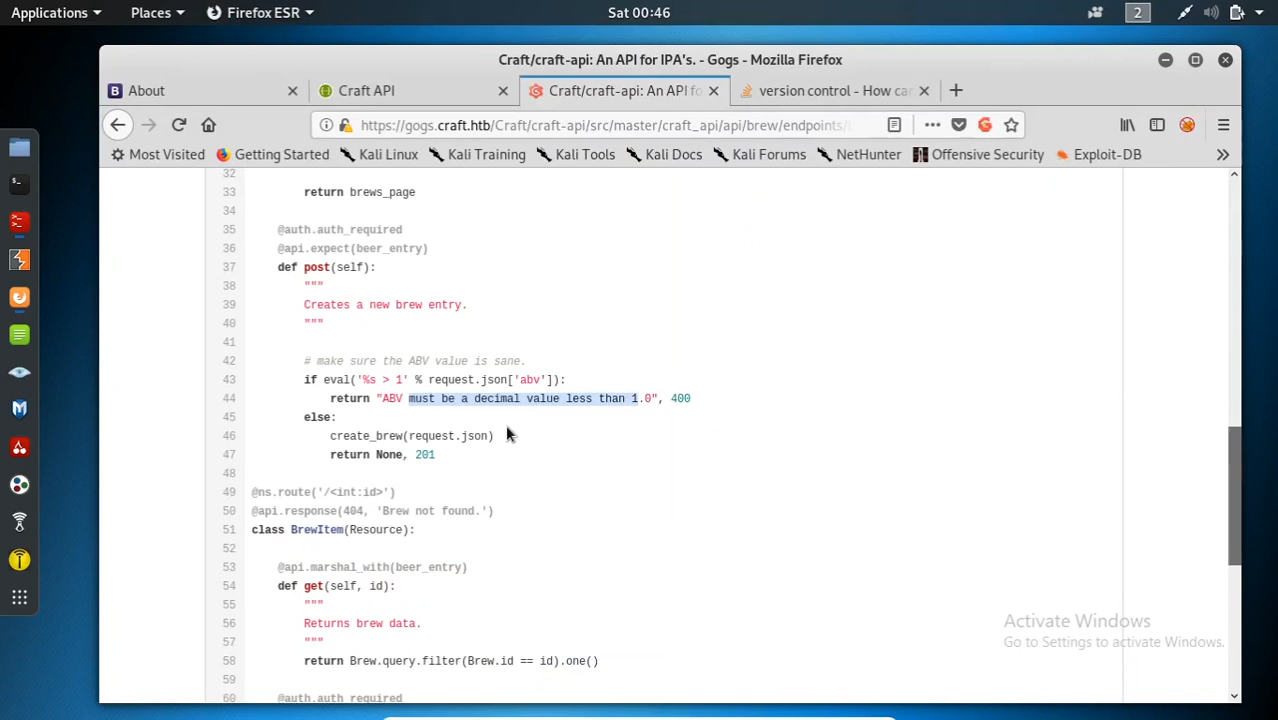 Applications Places Firefox ESR Sat 00:46 2
Craft/craft-api: An API for IPA's. - Gogs - Mozilla Firefox
About Craft API Craft/craft-api: An API fo version control - How can
https://gogs.craft.htb/Craft/craft-api/src/master/craft_api/api/brew/endpoints/
Most Visited Getting Started Kali Linux Kali Training Kali Tools Kali Docs Kali Forums NetHunter Offensive Security Exploit-DB
32
33 return brews_page
34
35 @auth.auth_required
36 @api.expect(beer_entry)
37 def post(self):
38 """
39 Creates a new brew entry.
40 """
41
42 # make sure the ABV value is sane.
43 if eval('%s > 1' % request.json['abv']):
44 return "ABV must be a decimal value less than 1.0", 400
45 else:
46 create_brew(request.json)
47 return None, 201
48
49 @ns.route('/<int:id>')
50 @api.response(404, 'Brew not found.')
51 class BrewItem(Resource):
52
53 @api.marshal_with(beer_entry)
54 def get(self, id):
55 """
56 Returns brew data.
57 """
58 return Brew.query.filter(Brew.id == id).one()
59
60 @auth.auth_required
Activate Windows
Go to Settings to activate Windows.